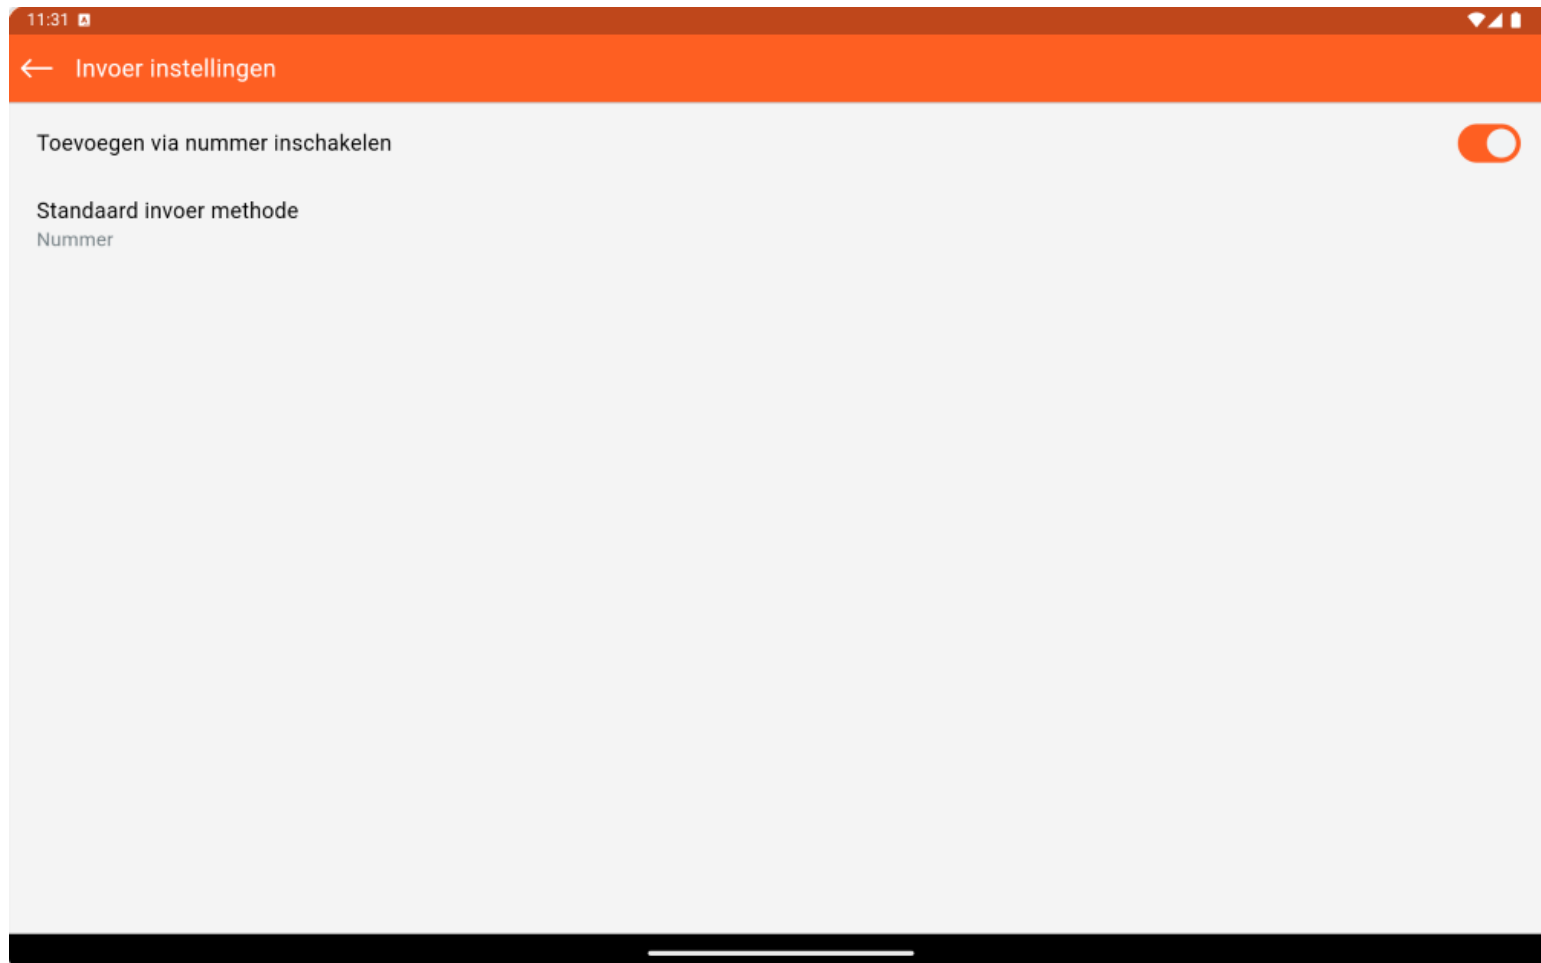 11:31
Invoer instellingen
Toevoegen via nummer inschakelen
Standaard invoer methode
Nummer